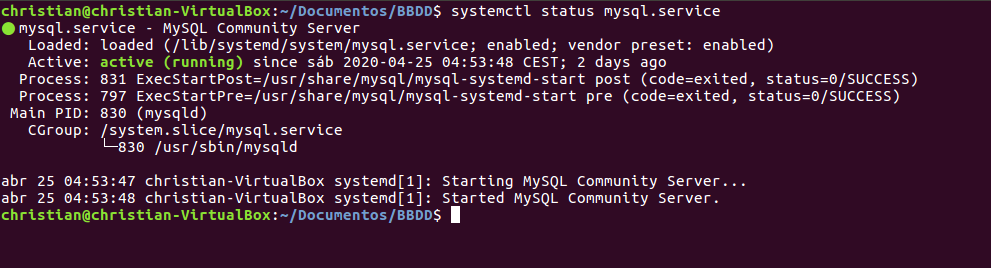 christian@christian-VirtualBox:~/Documentos/BBDD$ systemctl status mysql.service
● mysql.service - MySQL Community Server
   Loaded: loaded (/lib/systemd/system/mysql.service; enabled; vendor preset: enabled)
   Active: active (running) since sáb 2020-04-25 04:53:48 CEST; 2 days ago
  Process: 831 ExecStartPost=/usr/share/mysql/mysql-systemd-start post (code=exited, status=0/SUCCESS)
  Process: 797 ExecStartPre=/usr/share/mysql/mysql-systemd-start pre (code=exited, status=0/SUCCESS)
 Main PID: 830 (mysqld)
   CGroup: /system.slice/mysql.service
           └─830 /usr/sbin/mysqld

abr 25 04:53:47 christian-VirtualBox systemd[1]: Starting MySQL Community Server...
abr 25 04:53:48 christian-VirtualBox systemd[1]: Started MySQL Community Server.
christian@christian-VirtualBox:~/Documentos/BBDD$